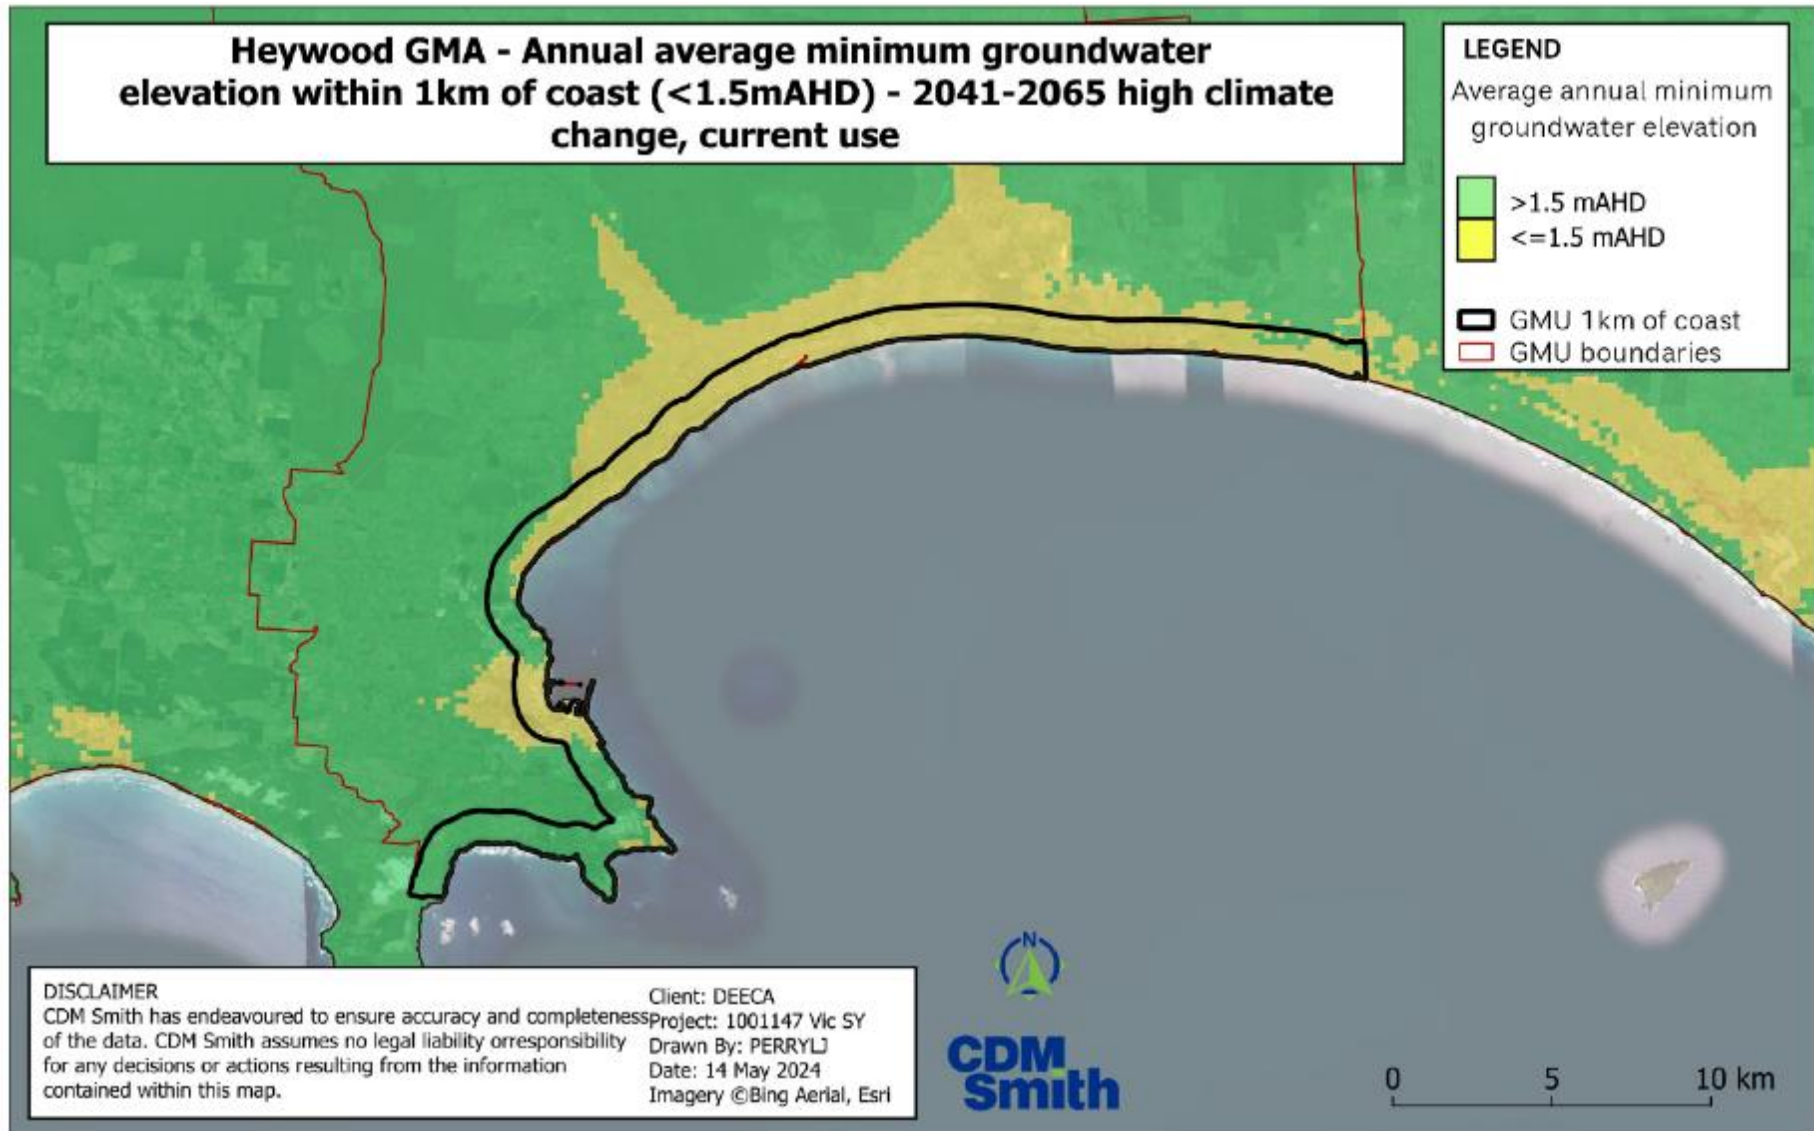 Heywood GMA - Annual average minimum groundwater
elevation within 1km of coast (<1.5mAHD) - 2041-2065 high climate
change, current use
LEGEND
Average annual minimum
groundwater elevation
>1.5 mAHD
<=1.5 mAHD
GMU 1km of coast
GMU boundaries
DISCLAIMER
CDM Smith has endeavoured to ensure accuracy and completeness
of the data. CDM Smith assumes no legal liability orresponsibility
for any decisions or actions resulting from the information
contained within this map.
Client: DEECA
Project: 1001147 Vic SY
Drawn By: PERRYLJ
Date: 14 May 2024
Imagery ©Bing Aerial, Esri
N
CDM
Smith
0 5 10 km